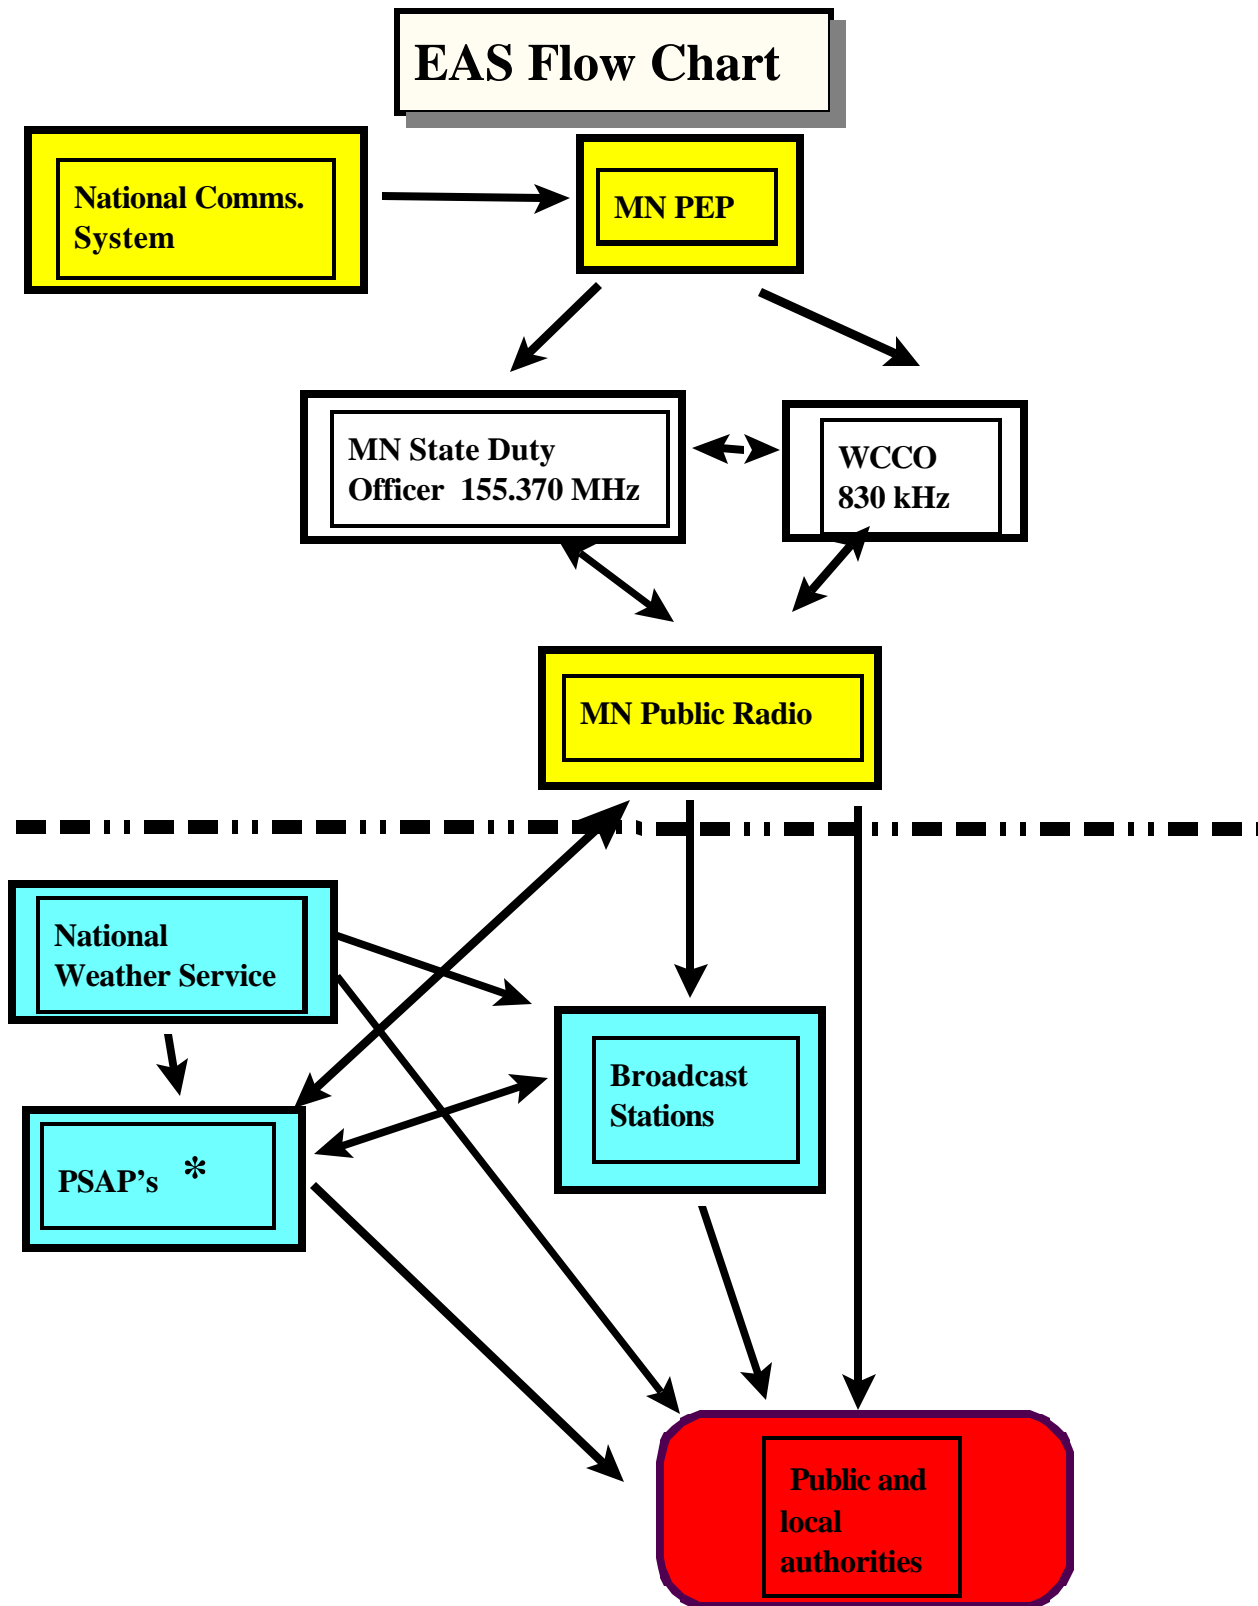 EAS Flow Chart
National Comms.
System
MN PEP
MN State Duty
Officer 155.370 MHz
WCCO
830 kHz
MN Public Radio
National
Weather Service
Broadcast
Stations
PSAP’s *
Public and
local
authorities